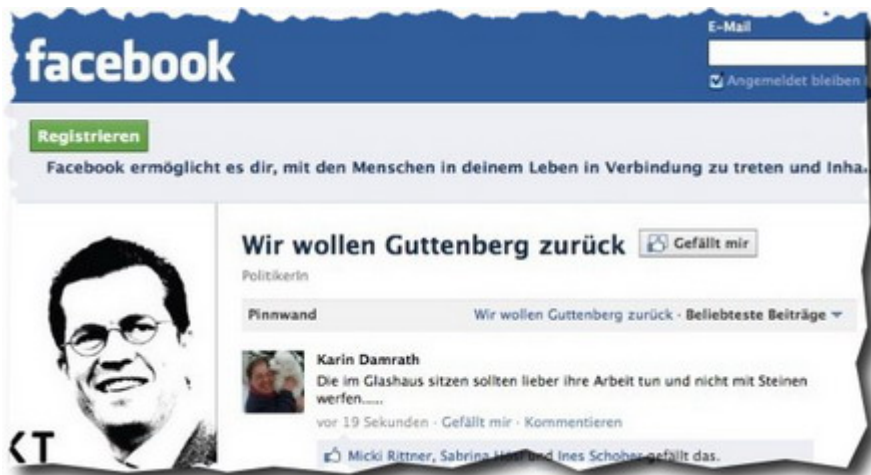 E-Mail
facebook
Angemeldet bleiben
Registrieren
Facebook ermöglicht es dir, mit den Menschen in deinem Leben in Verbindung zu treten und Inha
Wir wollen Guttenberg zurück Gefällt mir
PolitikerIn
Pinnwand Wir wollen Guttenberg zurück · Beliebteste Beiträge
Karin Damrath
Die im Glashaus sitzen sollten lieber ihre Arbeit tun und nicht mit Steinen
werfen.....
vor 19 Sekunden · Gefällt mir · Kommentieren
KT
Micki Rittner, Sabrina und Ines Schober gefällt das.